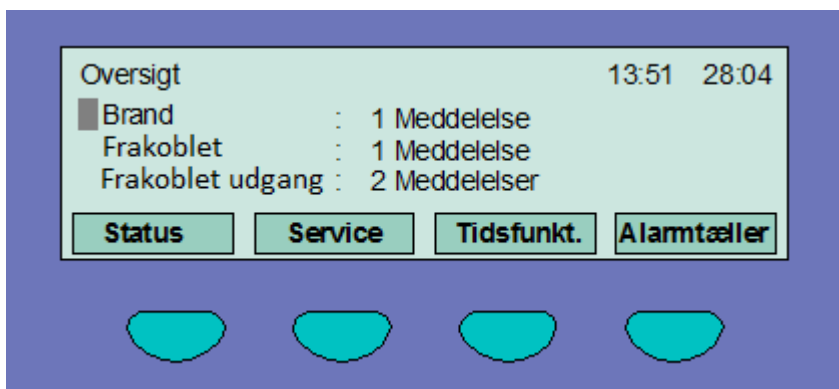 Oversigt 13:51 28:04
Brand : 1 Meddelelse
Frakoblet : 1 Meddelelse
Frakoblet udgang : 2 Meddelelser
Status Service Tidsfunkt. Alarmtæller